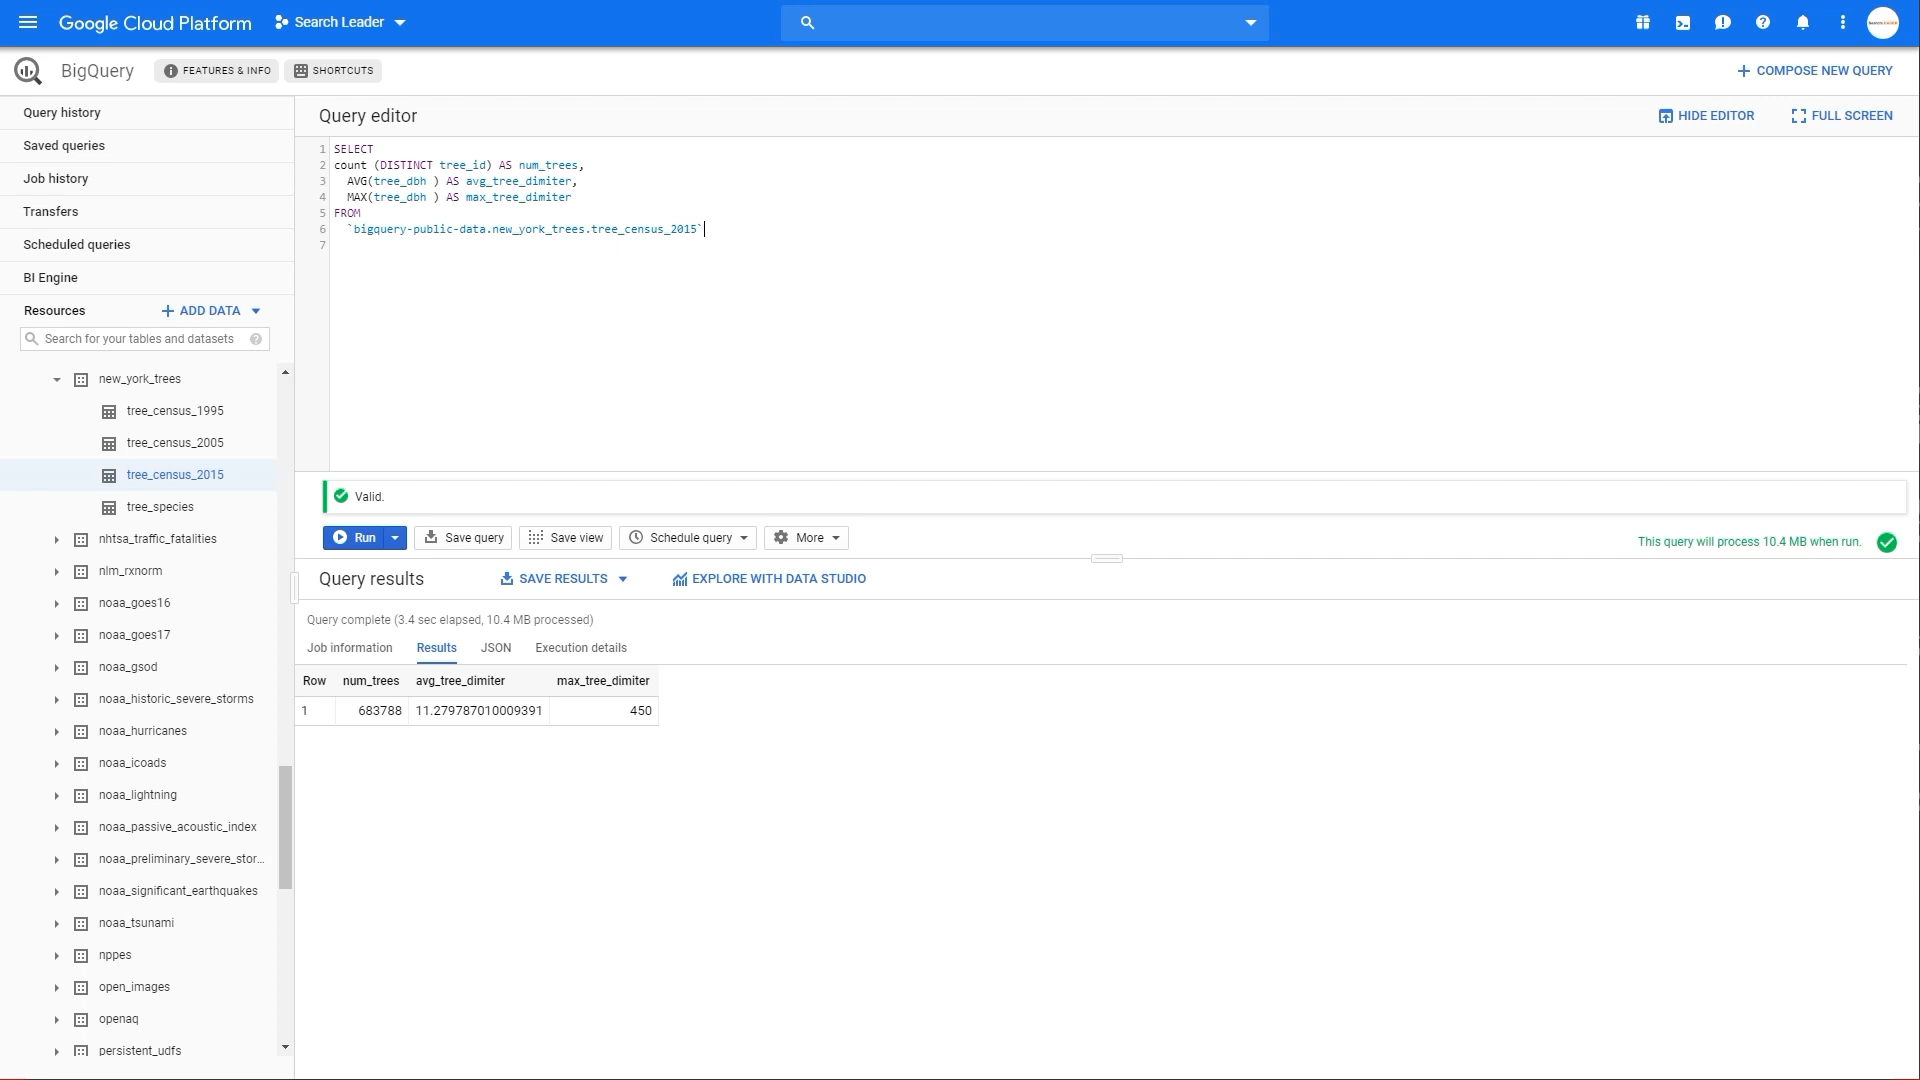 Google Cloud Platform
Search Leader
BigQuery
FEATURES & INFO
SHORTCUTS
COMPOSE NEW QUERY
Query history
Saved queries
Job history
Transfers
Scheduled queries
BI Engine
Resources
ADD DATA
Search for your tables and datasets
new_york_trees
tree_census_1995
tree_census_2005
tree_census_2015
tree_species
nhtsa_traffic_fatalities
nlm_rxnorm
noaa_goes16
noaa_goes17
noaa_gsod
noaa_historic_severe_storms
noaa_hurricanes
noaa_icoads
noaa_lightning
noaa_passive_acoustic_index
noaa_preliminary_severe_stor...
noaa_significant_earthquakes
noaa_tsunami
nppes
open_images
openaq
persistent_udfs
Query editor
HIDE EDITOR
FULL SCREEN
1 SELECT
2 count (DISTINCT tree_id) AS num_trees,
3 AVG(tree_dbh ) AS avg_tree_dimiter,
4 MAX(tree_dbh ) AS max_tree_dimiter
5 FROM
6 `bigquery-public-data.new_york_trees.tree_census_2015`
7
Valid.
Run
Save query
Save view
Schedule query
More
This query will process 10.4 MB when run.
Query results
SAVE RESULTS
EXPLORE WITH DATA STUDIO
Query complete (3.4 sec elapsed, 10.4 MB processed)
Job information
Results
JSON
Execution details
Row num_trees avg_tree_dimiter max_tree_dimiter
1 683788 11.279787010009391 450